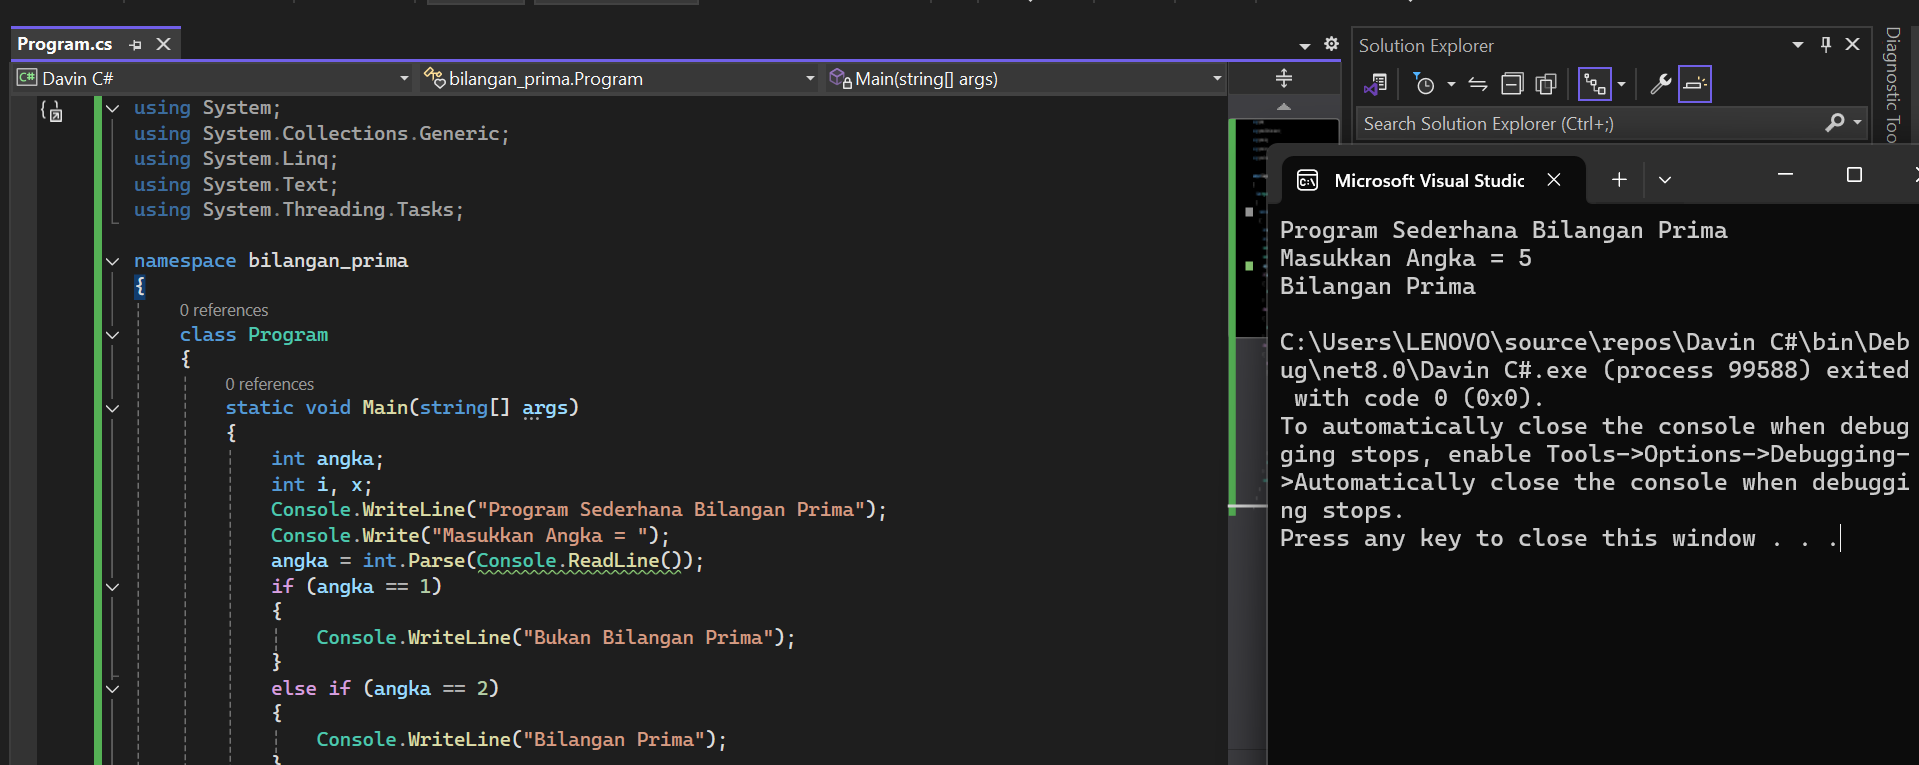 Program.cs
Davin C#
bilangan_prima.Program
Main(string[] args)
using System;
using System.Collections.Generic;
using System.Linq;
using System.Text;
using System.Threading.Tasks;
namespace bilangan_prima
{
0 references
class Program
{
0 references
static void Main(string[] args)
{
int angka;
int i, x;
Console.WriteLine("Program Sederhana Bilangan Prima");
Console.Write("Masukkan Angka = ");
angka = int.Parse(Console.ReadLine());
if (angka == 1)
{
Console.WriteLine("Bukan Bilangan Prima");
}
else if (angka == 2)
{
Console.WriteLine("Bilangan Prima");
}
Solution Explorer
Search Solution Explorer (Ctrl+;)
Diagnostic Too
Microsoft Visual Studic
Program Sederhana Bilangan Prima
Masukkan Angka = 5
Bilangan Prima
C:\Users\LENOVO\source\repos\Davin C#\bin\Deb
ug\net8.0\Davin C#.exe (process 99588) exited
with code 0 (0x0).
To automatically close the console when debug
ging stops, enable Tools->Options->Debugging-
>Automatically close the console when debuggi
ng stops.
Press any key to close this window . . .